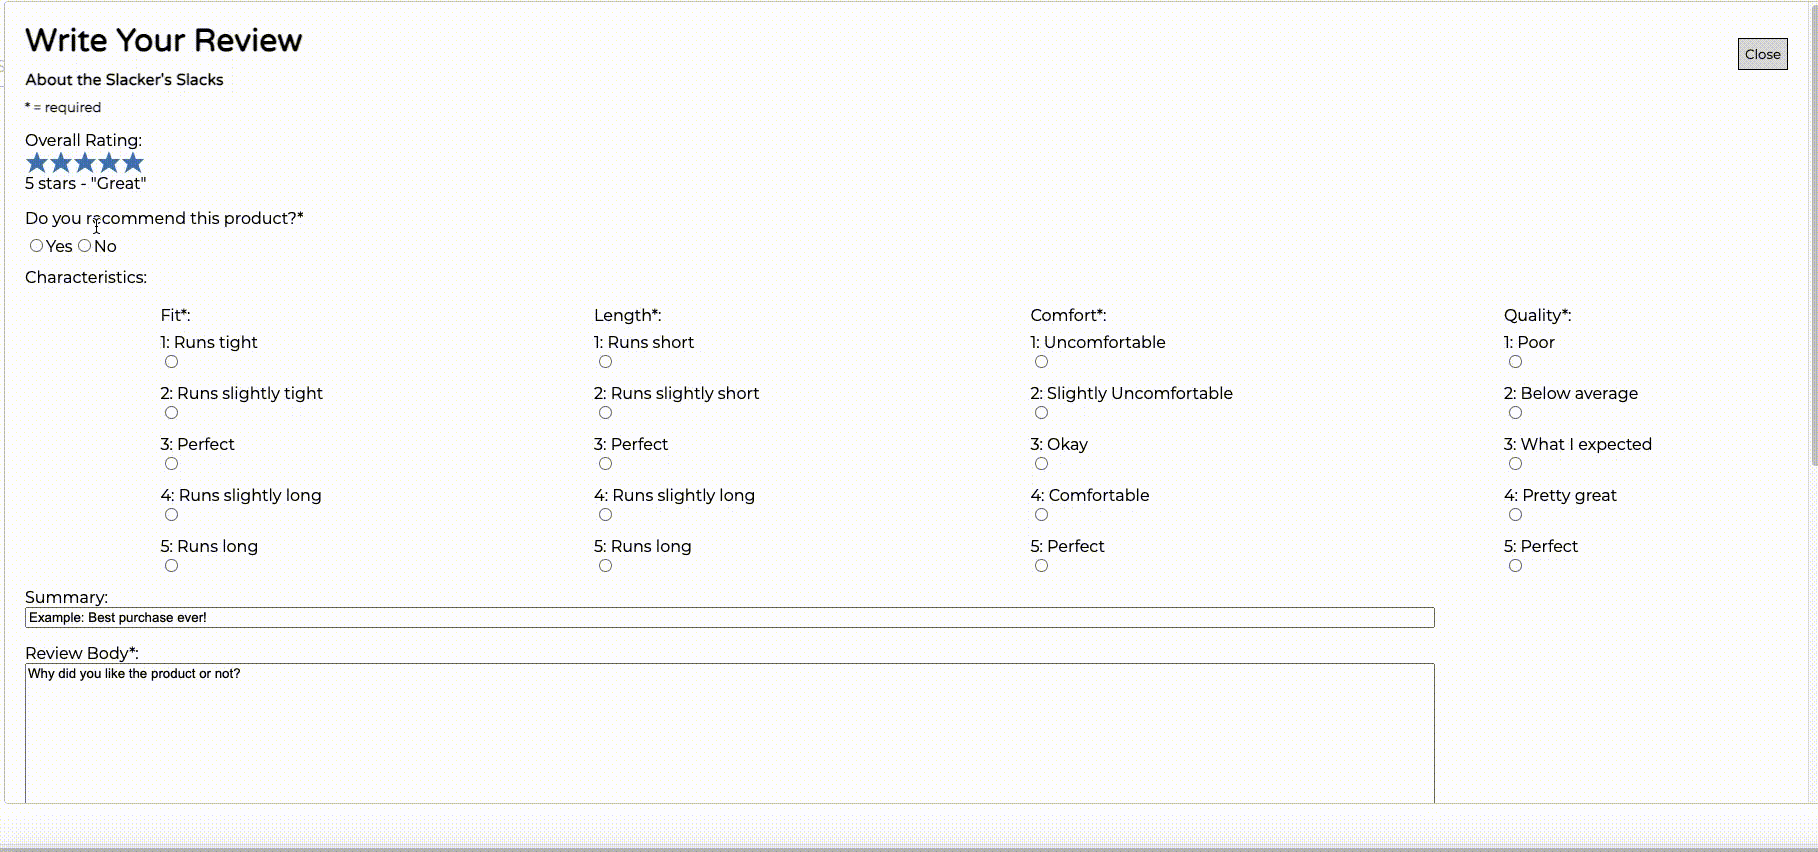 Write Your Review
Close
About the Slacker's Slacks
* = required
Overall Rating:
5 stars - "Great"
Do you recommend this product?*
Yes No
Characteristics:
Fit*:
1: Runs tight
2: Runs slightly tight
3: Perfect
4: Runs slightly long
5: Runs long
Length*:
1: Runs short
2: Runs slightly short
3: Perfect
4: Runs slightly long
5: Runs long
Comfort*:
1: Uncomfortable
2: Slightly Uncomfortable
3: Okay
4: Comfortable
5: Perfect
Quality*:
1: Poor
2: Below average
3: What I expected
4: Pretty great
5: Perfect
Summary:
Example: Best purchase ever!
Review Body*:
Why did you like the product or not?